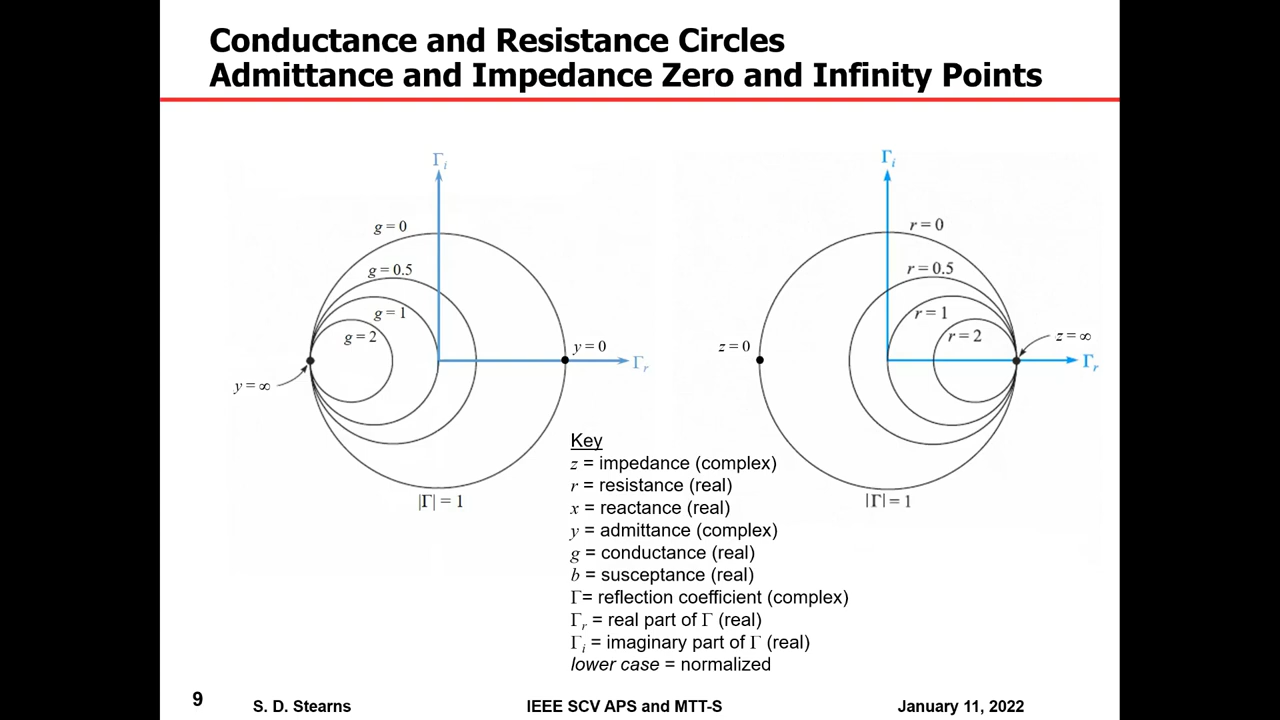 Conductance and Resistance Circles
Admittance and Impedance Zero and Infinity Points
Γi
g = 0
g = 0.5
g = 1
g = 2
y = 0
Γr
y = ∞
|Γ| = 1
Γi
r = 0
r = 0.5
r = 1
r = 2
z = 0
z = ∞
Γr
|Γ| = 1
Key
z = impedance (complex)
r = resistance (real)
x = reactance (real)
y = admittance (complex)
g = conductance (real)
b = susceptance (real)
Γ= reflection coefficient (complex)
Γr = real part of Γ (real)
Γi = imaginary part of Γ (real)
lower case = normalized
9 S. D. Stearns IEEE SCV APS and MTT-S January 11, 2022